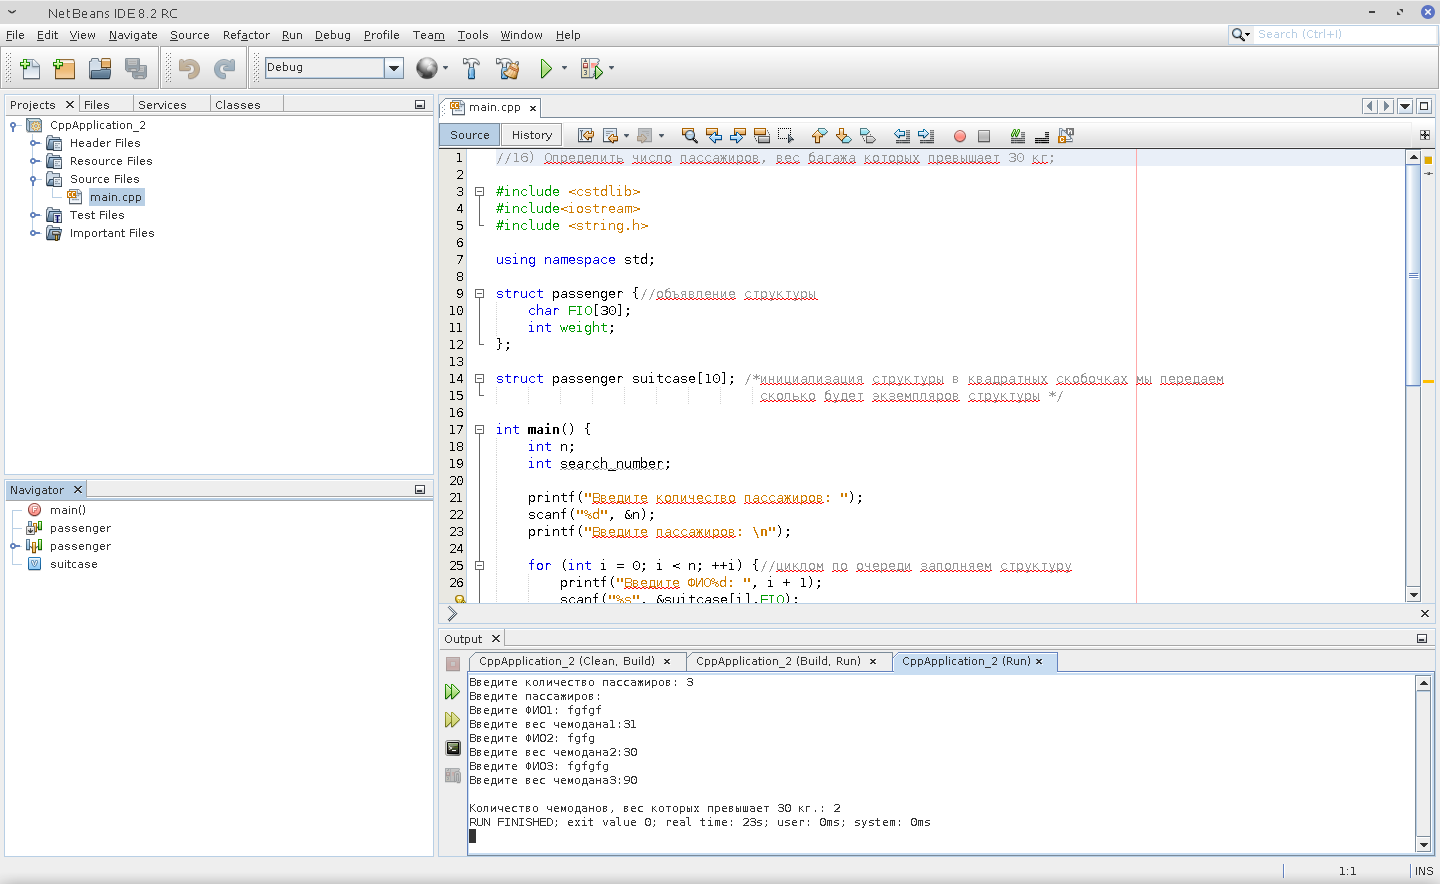 NetBeans IDE 8.2 RC
File Edit View Navigate Source Refactor Run Debug Profile Team Tools Window Help
Search (Ctrl+I)
Debug
Projects Files Services Classes
CppApplication_2
Header Files
Resource Files
Source Files
main.cpp
Test Files
Important Files
Navigator
main()
passenger
passenger
suitcase
main.cpp
Source History
1 //16) Определить число пассажиров, вес багажа которых превышает 30 кг;
2
3 #include <cstdlib>
4 #include<iostream>
5 #include <string.h>
6
7 using namespace std;
8
9 struct passenger {//объявление структуры
10 char FIO[30];
11 int weight;
12 };
13
14 struct passenger suitcase[10]; /*инициализация структуры в квадратных скобочках мы передаем
15 сколько будет экземпляров структуры */
16
17 int main() {
18 int n;
19 int search_number;
20
21 printf("Введите количество пассажиров: ");
22 scanf("%d", &n);
23 printf("Введите пассажиров: \n");
24
25 for (int i = 0; i < n; ++i) {//циклом по очереди заполняем структуру
26 printf("Введите ФИО%d: ", i + 1);
scanf("%s", &suitcase[i].FIO);
Output
CppApplication_2 (Clean, Build) CppApplication_2 (Build, Run) CppApplication_2 (Run)
Введите количество пассажиров: 3
Введите пассажиров:
Введите ФИО1: fgfgf
Введите вес чемодана1:31
Введите ФИО2: fgfg
Введите вес чемодана2:30
Введите ФИО3: fgfgfg
Введите вес чемодана3:90
Количество чемоданов, вес которых превышает 30 кг.: 2
RUN FINISHED; exit value 0; real time: 23s; user: 0ms; system: 0ms
1:1 INS